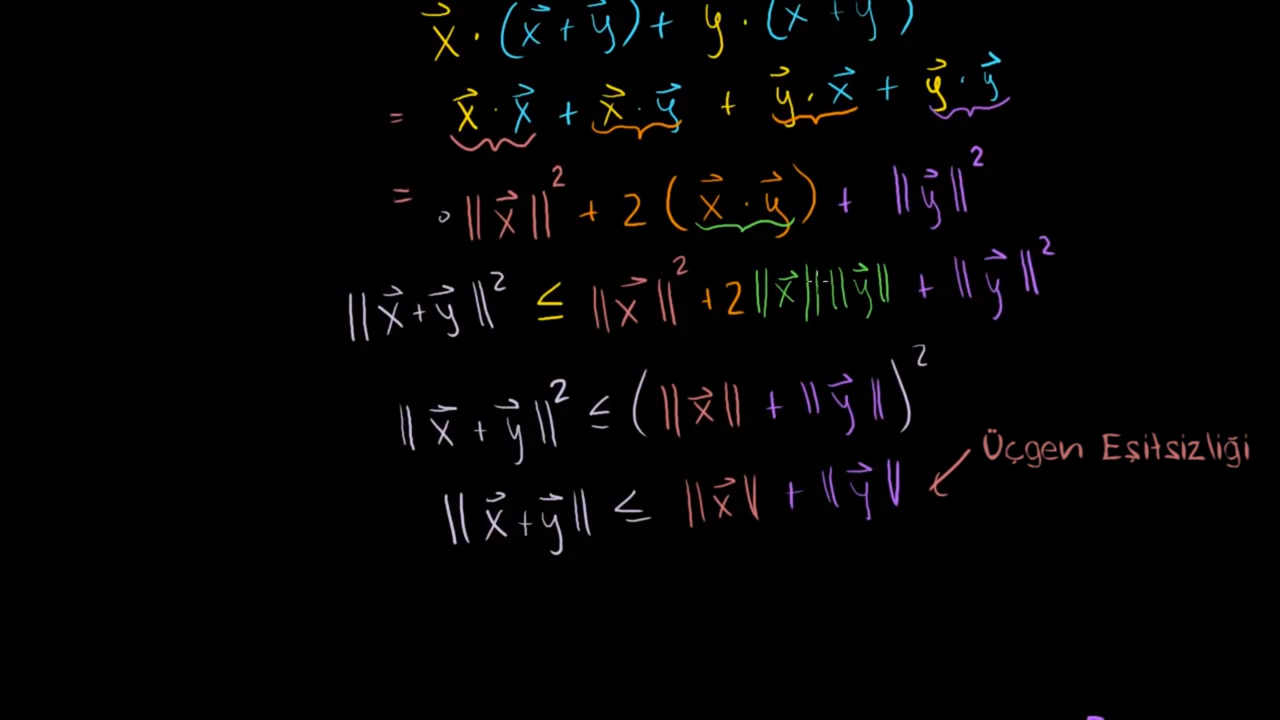 x⃗ · (x⃗ + y⃗) + y · (x + y)
= x⃗ · x⃗ + x⃗ · y⃗ + y⃗ · x⃗ + y⃗ · y⃗
= ||x⃗||² + 2 (x⃗ · y⃗) + ||y⃗||²
||x⃗+y⃗||² ≤ ||x⃗||² + 2||x⃗||||y⃗|| + ||y⃗||²
||x⃗ + y⃗||² ≤ (||x⃗|| + ||y⃗||)²
Üçgen Eşitsizliği
||x⃗+y⃗|| ≤ ||x⃗|| + ||y⃗||